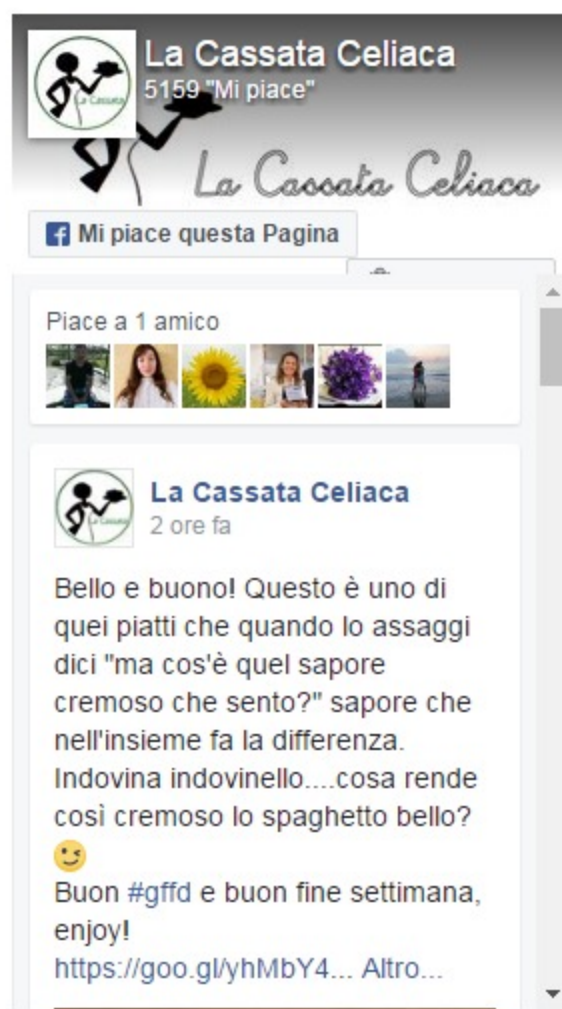 La Cassata Celiaca
5159 "Mi piace"
La Cassata
La Cassata Celiaca
Mi piace questa Pagina
Piace a 1 amico
La Cassata Celiaca
2 ore fa
Bello e buono! Questo è uno di
quei piatti che quando lo assaggi
dici "ma cos'è quel sapore
cremoso che sento?" sapore che
nell'insieme fa la differenza.
Indovina indovinello....cosa rende
così cremoso lo spaghetto bello?
😉
Buon #gffd e buon fine settimana,
enjoy!
https://goo.gl/yhMbY4... Altro...